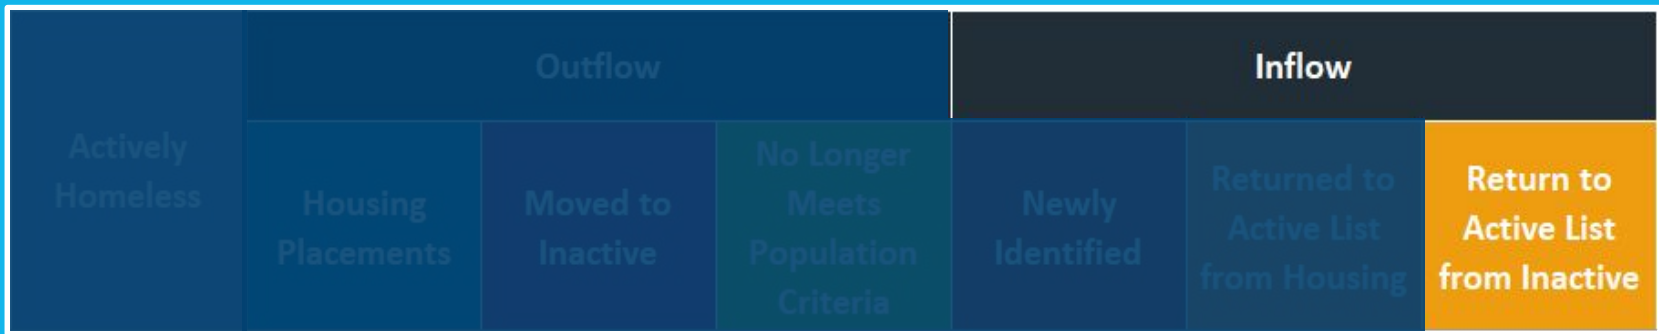 Outflow
Inflow
Actively
Homeless
Housing
Placements
Moved to
Inactive
No Longer
Meets
Population
Criteria
Newly
Identified
Returned to
Active List
from Housing
Return to
Active List
from Inactive